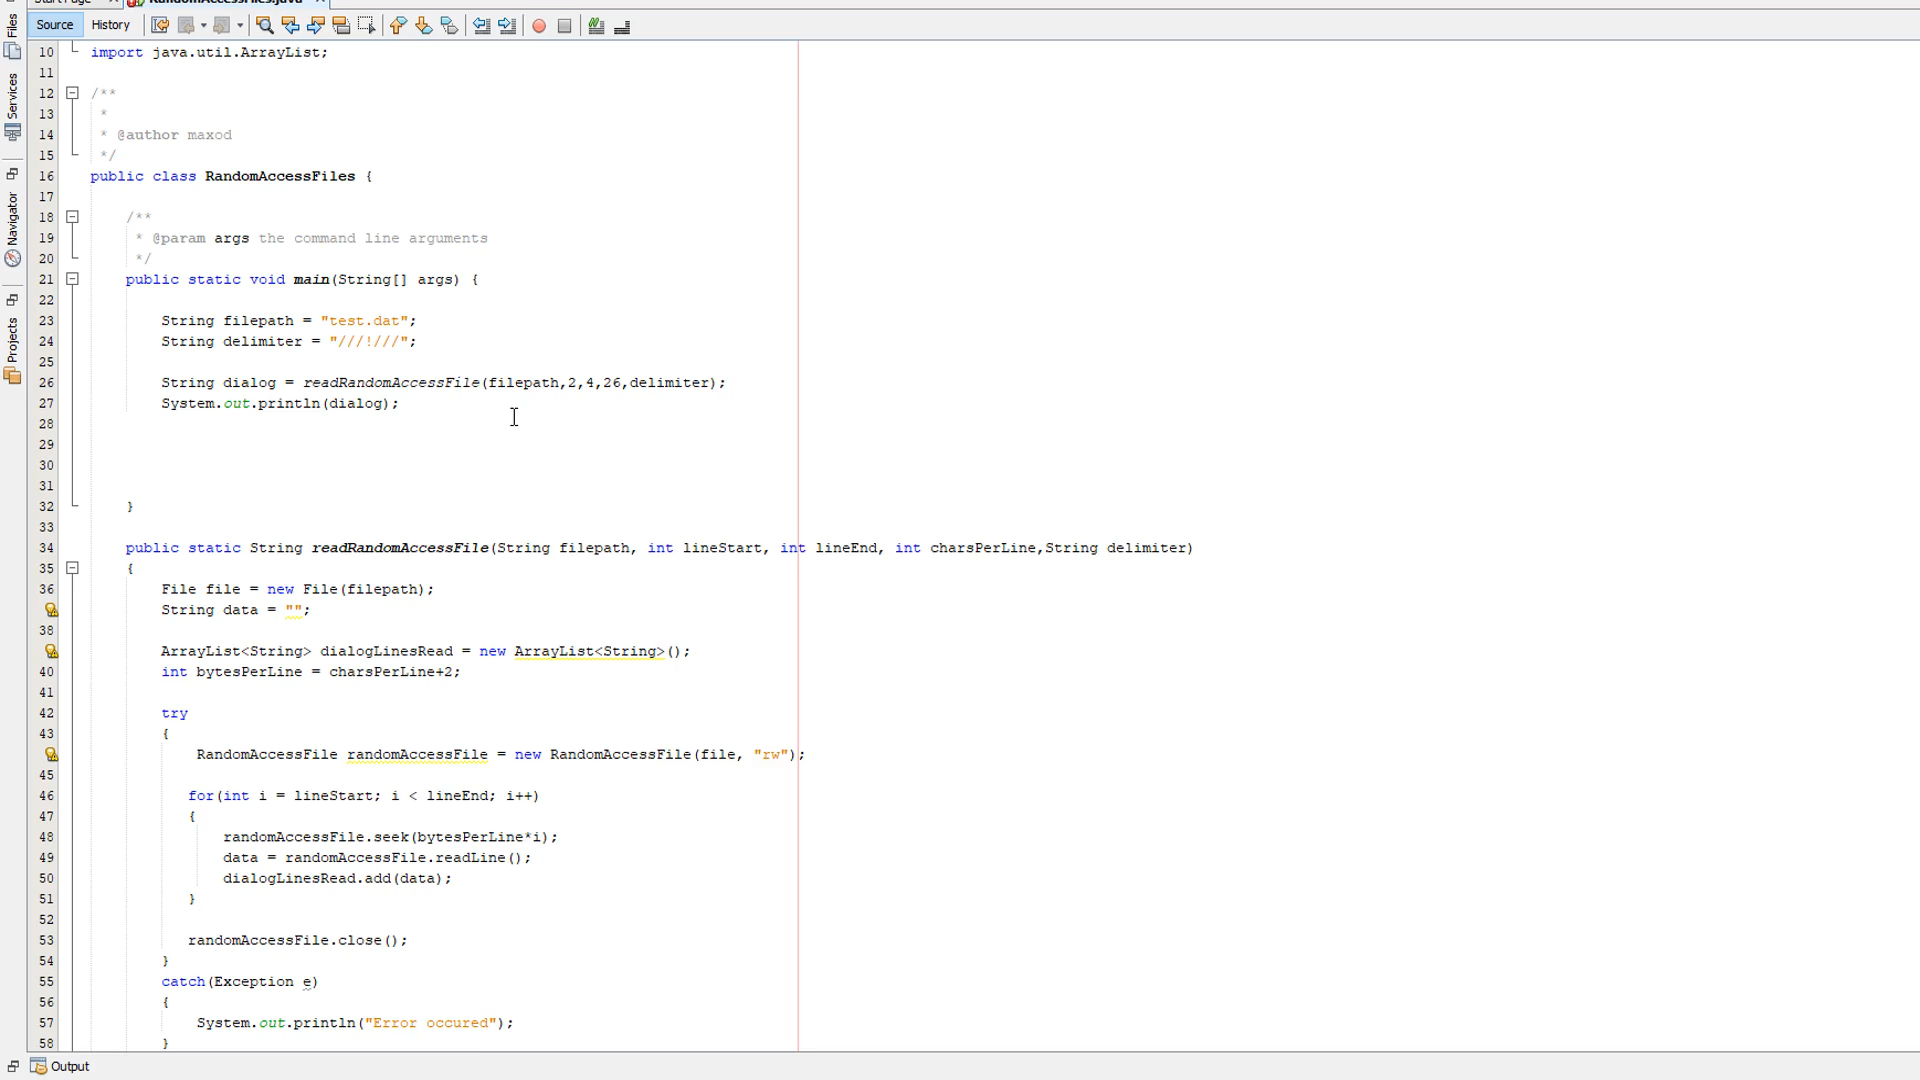 Start Page
RandomAccessFiles.java
Source History
Files
Services
Navigator
Projects
10 import java.util.ArrayList;
11
12 /**
13 *
14 * @author maxod
15 */
16 public class RandomAccessFiles {
17
18 /**
19 * @param args the command line arguments
20 */
21 public static void main(String[] args) {
22
23 String filepath = "test.dat";
24 String delimiter = "///!///";
25
26 String dialog = readRandomAccessFile(filepath,2,4,26,delimiter);
27 System.out.println(dialog);
28
29
30
31
32 }
33
34 public static String readRandomAccessFile(String filepath, int lineStart, int lineEnd, int charsPerLine,String delimiter)
35 {
36 File file = new File(filepath);
String data = "";
38
ArrayList<String> dialogLinesRead = new ArrayList<String>();
40 int bytesPerLine = charsPerLine+2;
41
42 try
43 {
RandomAccessFile randomAccessFile = new RandomAccessFile(file, "rw");
45
46 for(int i = lineStart; i < lineEnd; i++)
47 {
48 randomAccessFile.seek(bytesPerLine*i);
49 data = randomAccessFile.readLine();
50 dialogLinesRead.add(data);
51 }
52
53 randomAccessFile.close();
54 }
55 catch(Exception e)
56 {
57 System.out.println("Error occured");
58 }
Output